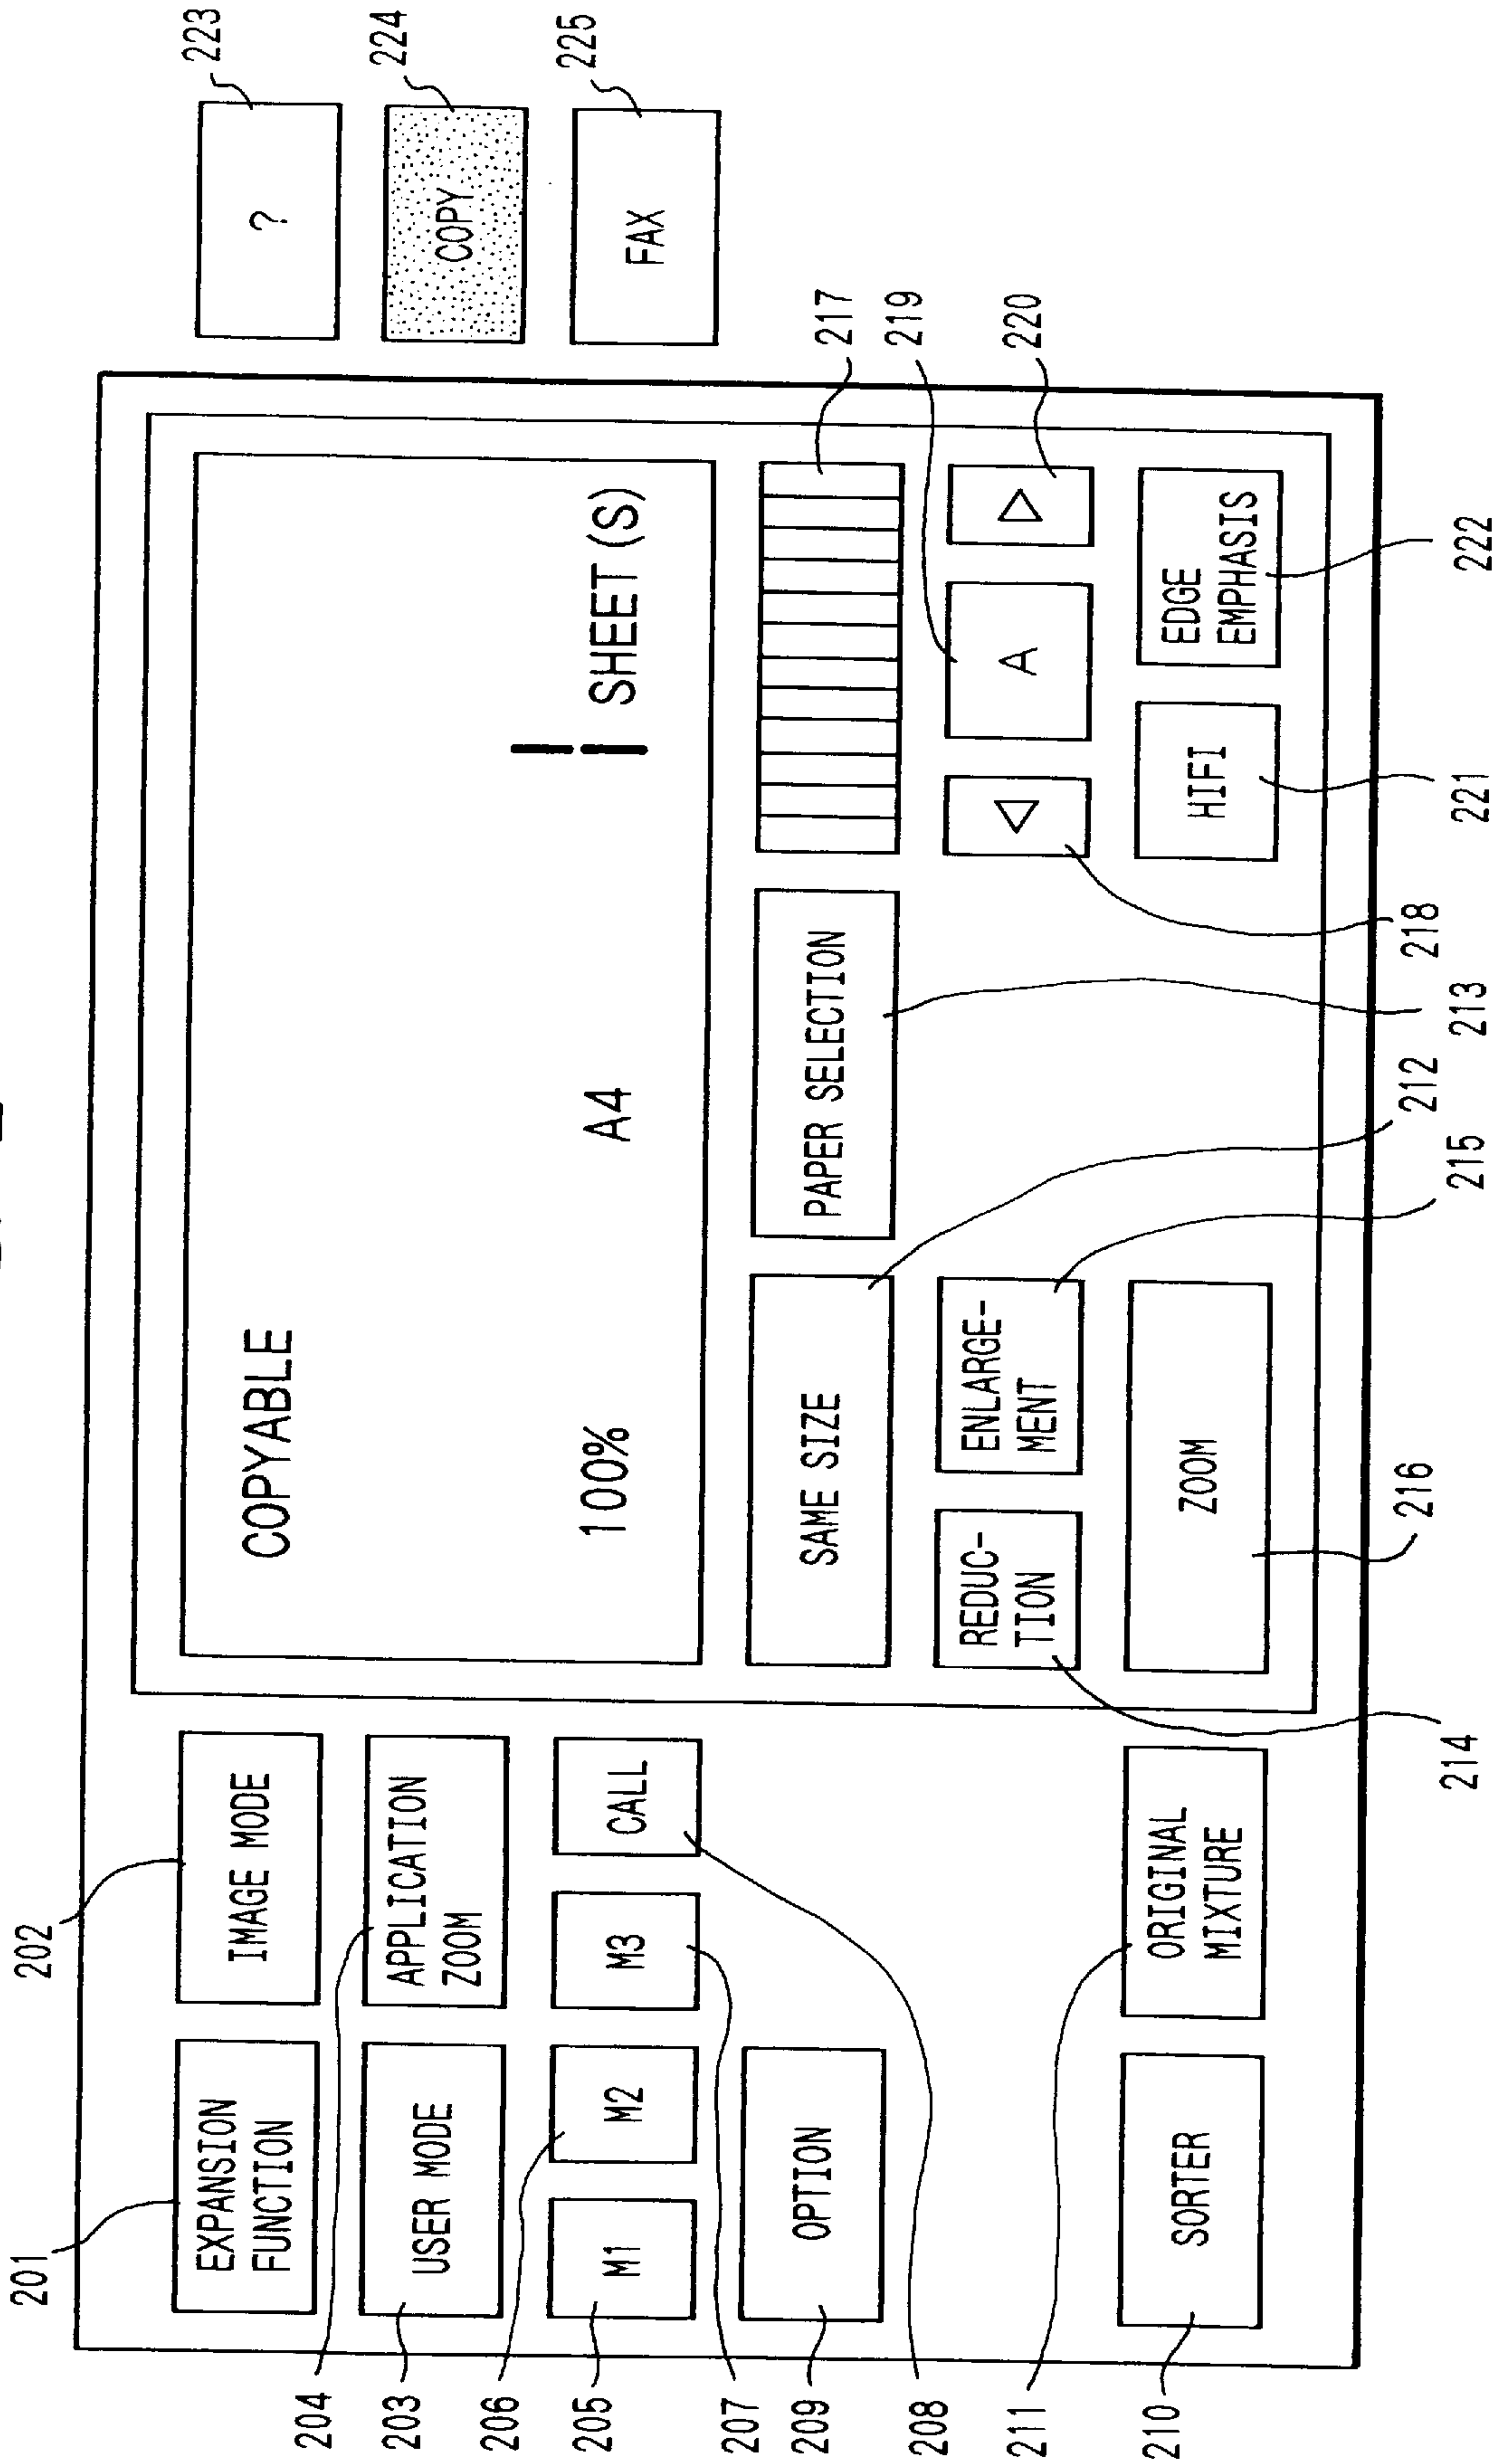 201
202
EXPANSION
FUNCTION
IMAGE MODE
204
203
USER MODE
APPLICATION
ZOOM
206
205
M1
M2
M3
CALL
207
209
OPTION
208
211
210
SORTER
ORIGINAL
MIXTURE
COPYABLE
100%
A4
1 SHEET (S)
SAME SIZE
PAPER SELECTION
REDUC-
TION
ENLARGE-
MENT
A
ZOOM
HIFI
EDGE
EMPHASIS
214
216
215
212
213
218
221
222
217
219
220
?
223
COPY
224
FAX
225